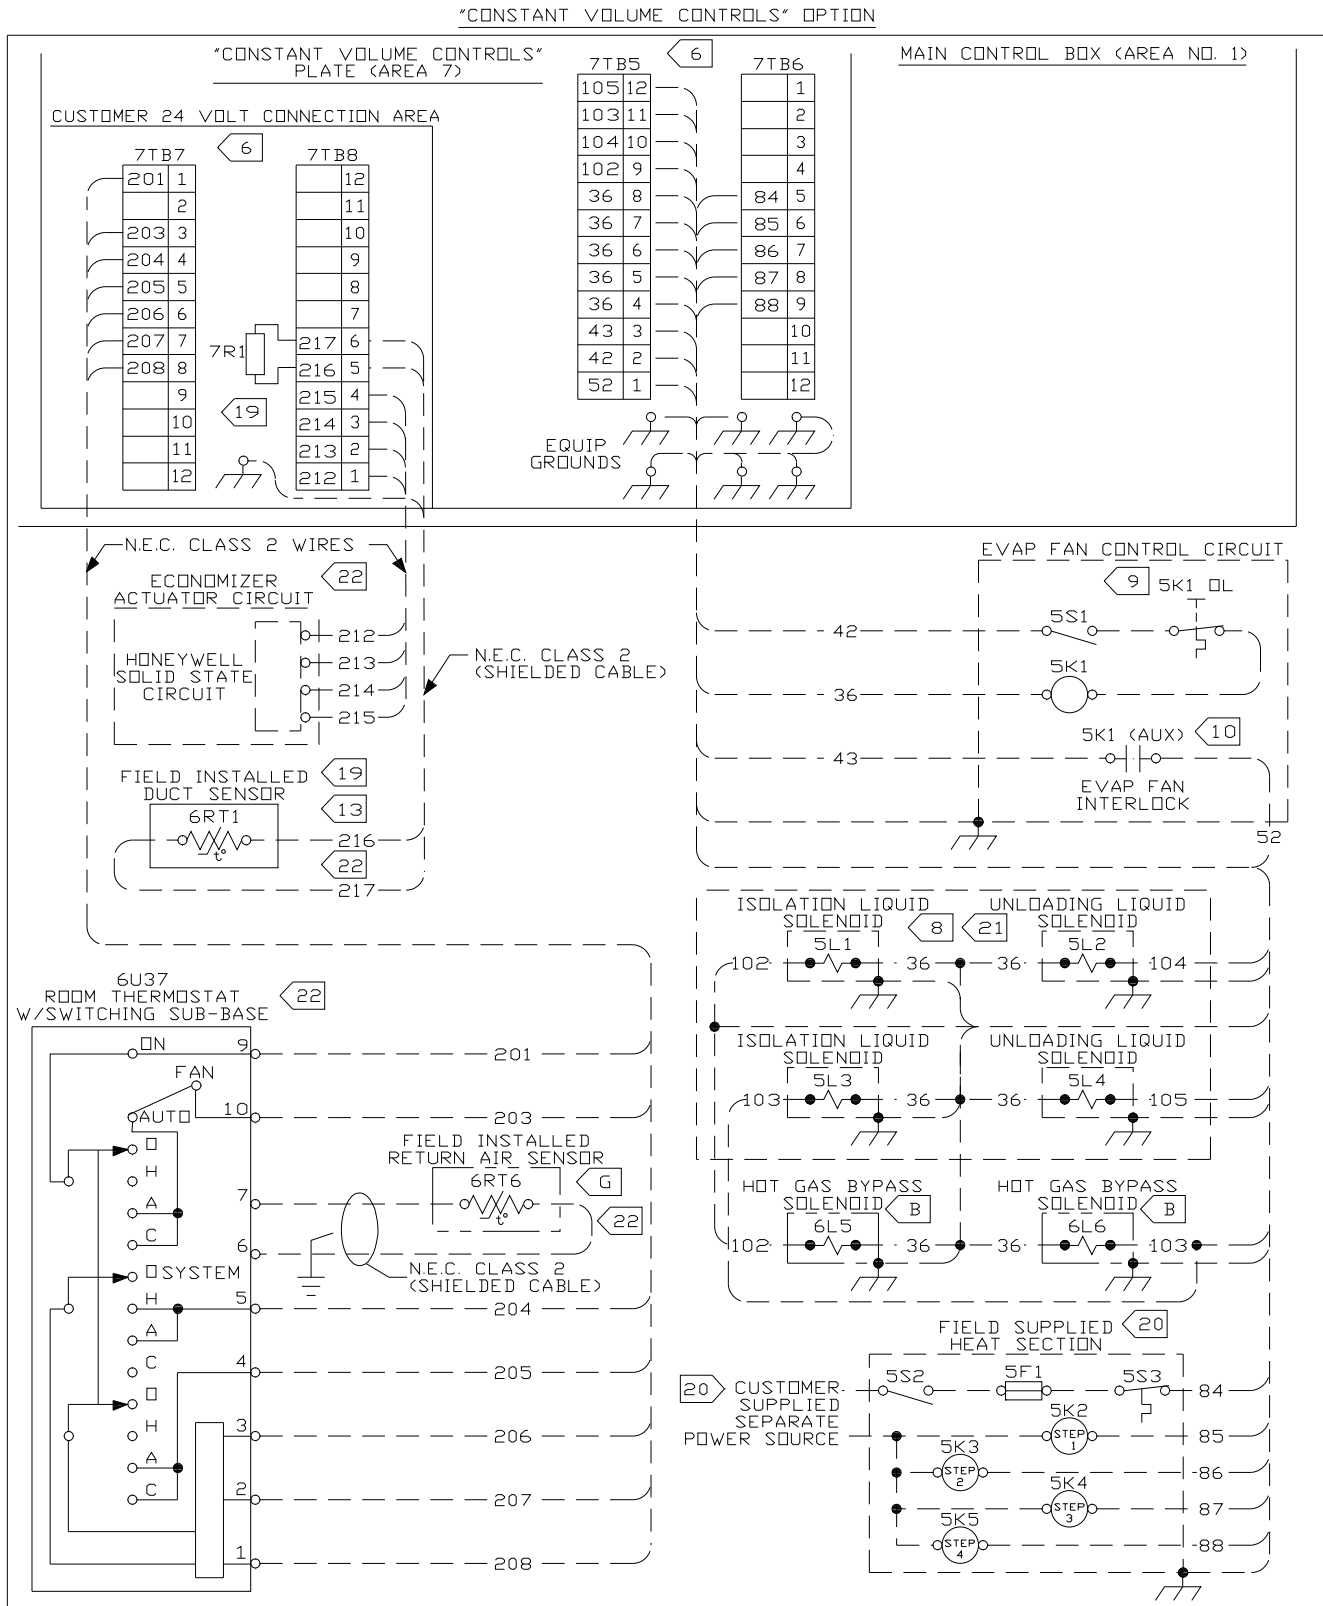 "CONSTANT VOLUME CONTROLS" OPTION
"CONSTANT VOLUME CONTROLS"
PLATE (AREA 7)
6
MAIN CONTROL BOX (AREA NO. 1)
7TB5
7TB6
105 12
103 11
104 10
102 9
36 8
36 7
36 6
36 5
36 4
43 3
42 2
52 1
1
2
3
4
84 5
85 6
86 7
87 8
88 9
10
11
12
EQUIP
GROUNDS
CUSTOMER 24 VOLT CONNECTION AREA
6
7TB7
7TB8
201 1
2
203 3
204 4
205 5
206 6
207 7
208 8
9
10
11
12
12
11
10
9
8
7
217 6
216 5
215 4
214 3
213 2
212 1
7R1
19
N.E.C. CLASS 2 WIRES
ECONOMIZER
ACTUATOR CIRCUIT
22
HONEYWELL
SOLID STATE
CIRCUIT
212
213
214
215
N.E.C. CLASS 2
(SHIELDED CABLE)
FIELD INSTALLED
DUCT SENSOR
19
13
6RT1
t°
216
22
217
EVAP FAN CONTROL CIRCUIT
9
5K1 OL
5S1
42
5K1
36
5K1 (AUX)
10
43
EVAP FAN
INTERLOCK
52
ISOLATION LIQUID
SOLENOID
8
21
UNLOADING LIQUID
SOLENOID
5L1
5L2
102
36
36
104
ISOLATION LIQUID
SOLENOID
UNLOADING LIQUID
SOLENOID
5L3
5L4
103
36
36
105
HOT GAS BYPASS
SOLENOID
B
HOT GAS BYPASS
SOLENOID
B
6L5
6L6
102
36
36
103
6U37
ROOM THERMOSTAT
W/SWITCHING SUB-BASE
22
ON
9
201
FAN
AUTO
10
203
O
H
A
C
FIELD INSTALLED
RETURN AIR SENSOR
G
6RT6
t°
22
7
6
N.E.C. CLASS 2
(SHIELDED CABLE)
O SYSTEM
H
A
C
5
204
4
205
O
H
A
C
3
206
2
207
1
208
FIELD SUPPLIED
HEAT SECTION
20
20
CUSTOMER
SUPPLIED
SEPARATE
POWER SOURCE
5S2
5F1
5S3
84
5K2
STEP
1
85
5K3
STEP
2
86
5K4
STEP
3
87
5K5
STEP
4
88